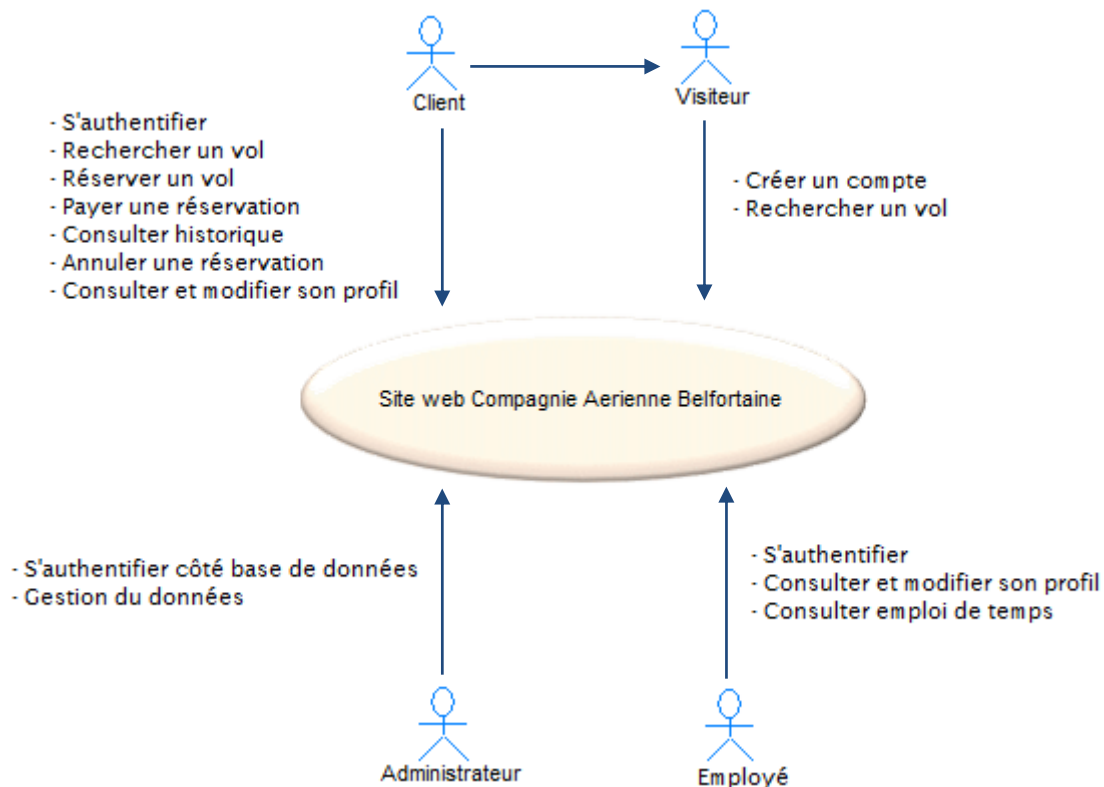 Client
Visiteur
- S'authentifier
- Rechercher un vol
- Réserver un vol
- Payer une réservation
- Consulter historique
- Annuler une réservation
- Consulter et modifier son profil
- Créer un compte
- Rechercher un vol
Site web Compagnie Aerienne Belfortaine
- S'authentifier côté base de données
- Gestion du données
- S'authentifier
- Consulter et modifier son profil
- Consulter emploi de temps
Administrateur
Employé